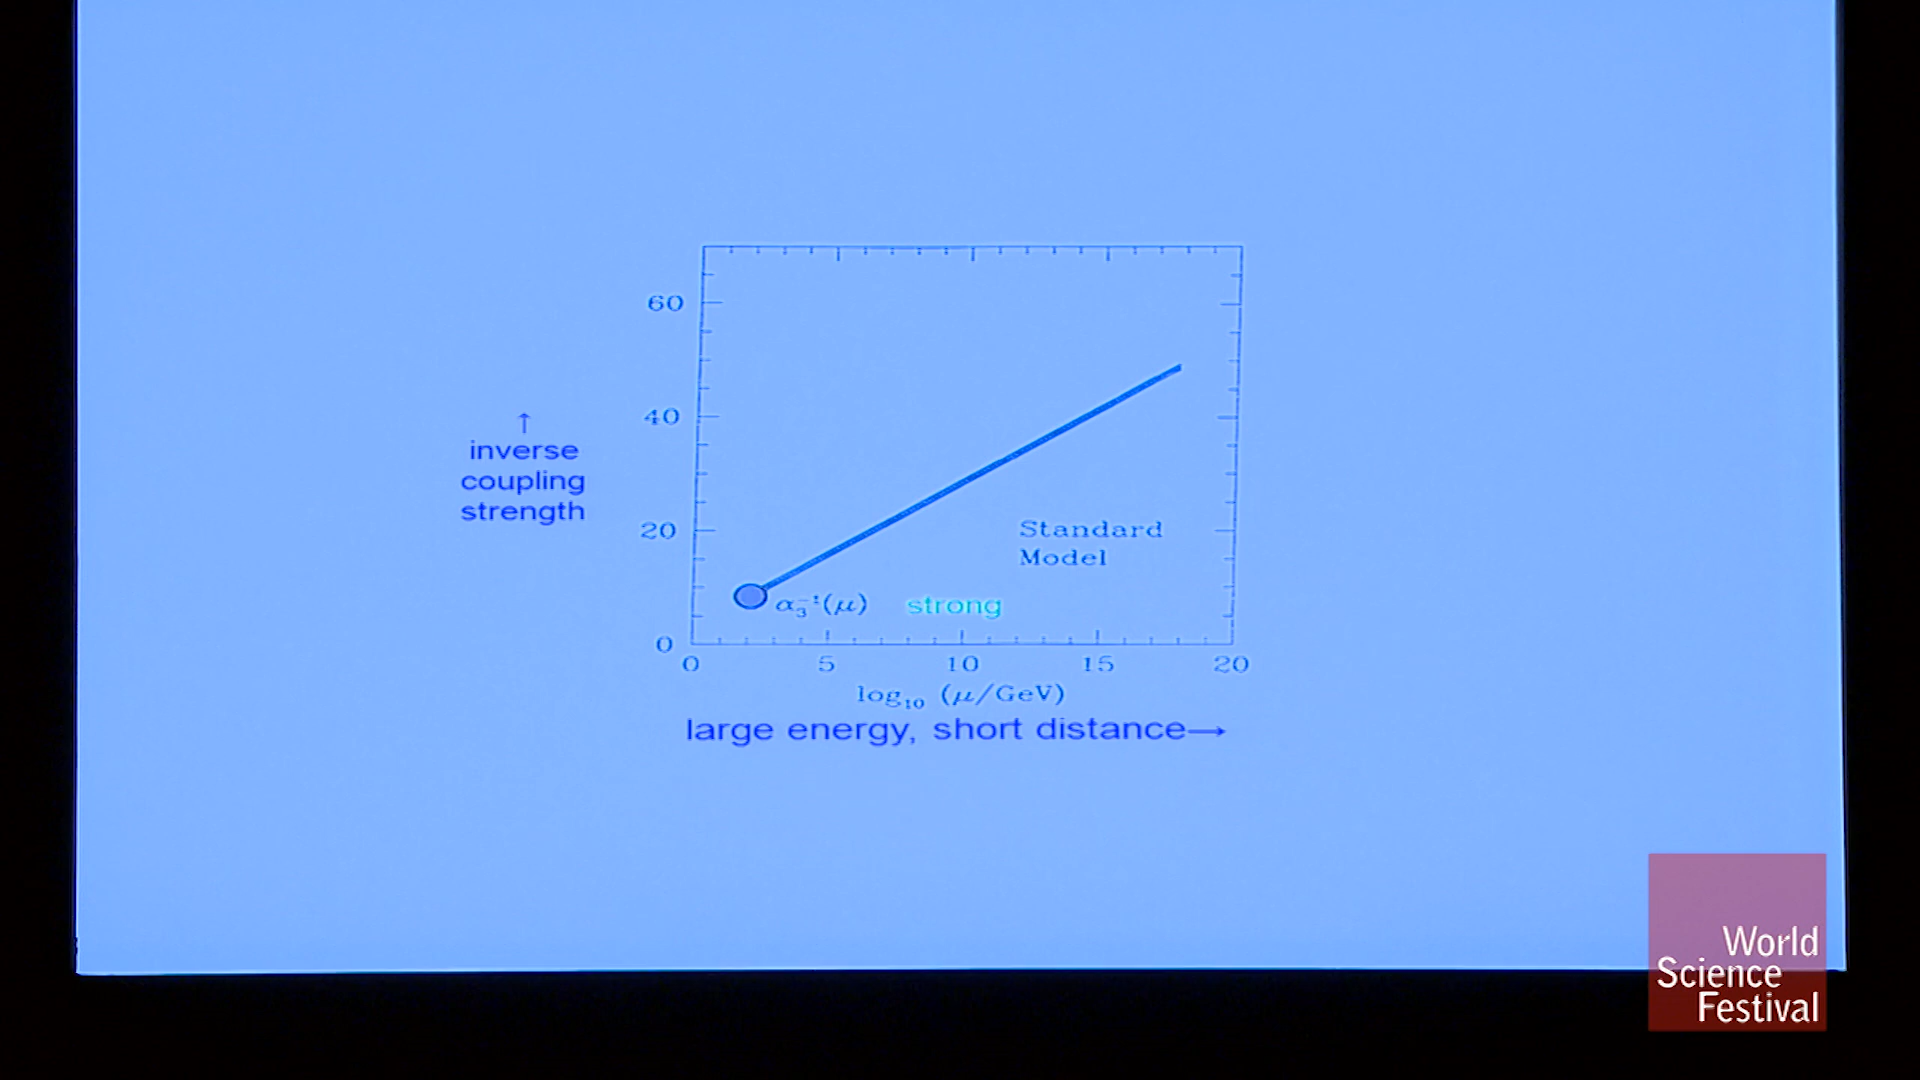 60
40
20
0
↑
inverse
coupling
strength
Standard
Model
α₃⁻¹(μ) strong
0 5 10 15 20
log₁₀ (μ/GeV)
large energy, short distance→
World
Science
Festival